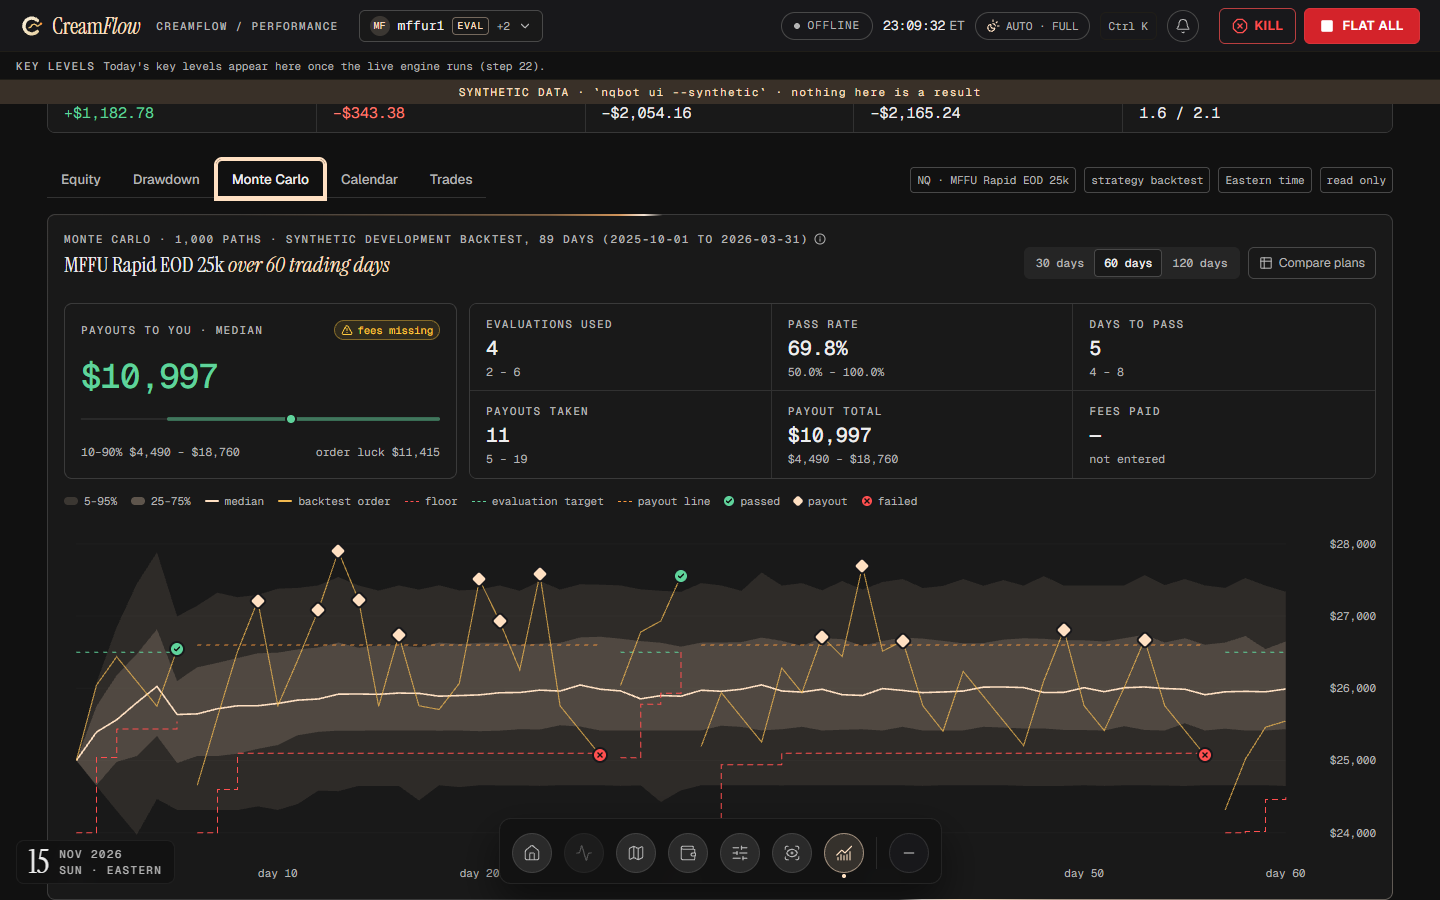 CreamFlow CREAMFLOW / PERFORMANCE MF mffur1 EVAL +2 OFFLINE 23:09:32 ET AUTO · FULL Ctrl K KILL FLAT ALL
KEY LEVELS Today's key levels appear here once the live engine runs (step 22).
SYNTHETIC DATA · `nqbot ui --synthetic` · nothing here is a result
+$1,182.78 −$343.38 −$2,054.16 −$2,165.24 1.6 / 2.1
Equity Drawdown Monte Carlo Calendar Trades NQ · MFFU Rapid EOD 25k strategy backtest Eastern time read only
MONTE CARLO · 1,000 PATHS · SYNTHETIC DEVELOPMENT BACKTEST, 89 DAYS (2025-10-01 TO 2026-03-31)
MFFU Rapid EOD 25k over 60 trading days
30 days 60 days 120 days Compare plans
PAYOUTS TO YOU · MEDIAN fees missing
$10,997
10–90% $4,490 – $18,760 order luck $11,415
EVALUATIONS USED
4
2 – 6
PASS RATE
69.8%
50.0% – 100.0%
DAYS TO PASS
5
4 – 8
PAYOUTS TAKEN
11
5 – 19
PAYOUT TOTAL
$10,997
$4,490 – $18,760
FEES PAID
—
not entered
5–95% 25–75% median backtest order floor evaluation target payout line passed payout failed
$28,000
$27,000
$26,000
$25,000
$24,000
day 10 day 20 day 50 day 60
15 NOV 2026
SUN · EASTERN